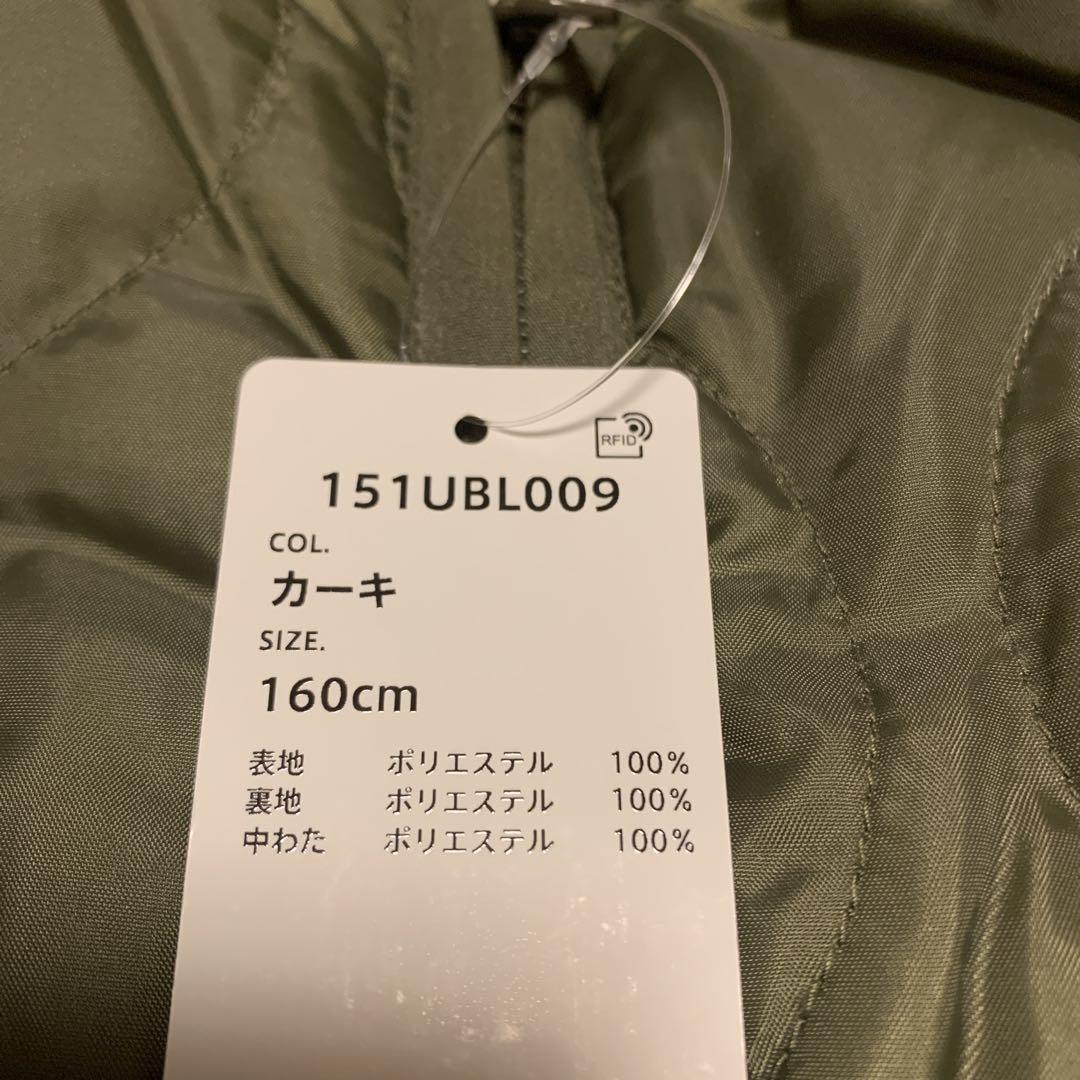 RFID
151UBL009
COL.
カーキ
SIZE.
160cm
表地 ポリエステル 100%
裏地 ポリエステル 100%
中わた ポリエステル 100%